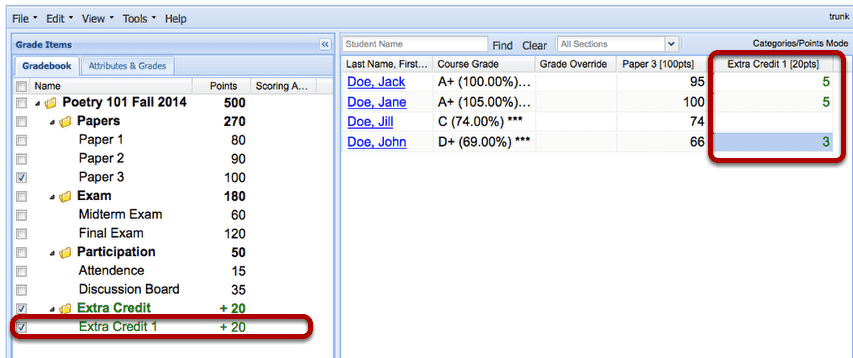 File Edit View Tools Help trunk
Grade Items
Gradebook Attributes & Grades
Name Points Scoring A...
Poetry 101 Fall 2014 500
Papers 270
Paper 1 80
Paper 2 90
Paper 3 100
Exam 180
Midterm Exam 60
Final Exam 120
Participation 50
Attendence 15
Discussion Board 35
Extra Credit + 20
Extra Credit 1 + 20
Student Name Find Clear All Sections Categories/Points Mode
Last Name, First... Course Grade Grade Override Paper 3 [100pts] Extra Credit 1 [20pts]
Doe, Jack A+ (100.00%)... 95 5
Doe, Jane A+ (105.00%)... 100 5
Doe, Jill C (74.00%) *** 74
Doe, John D+ (69.00%) *** 66 3